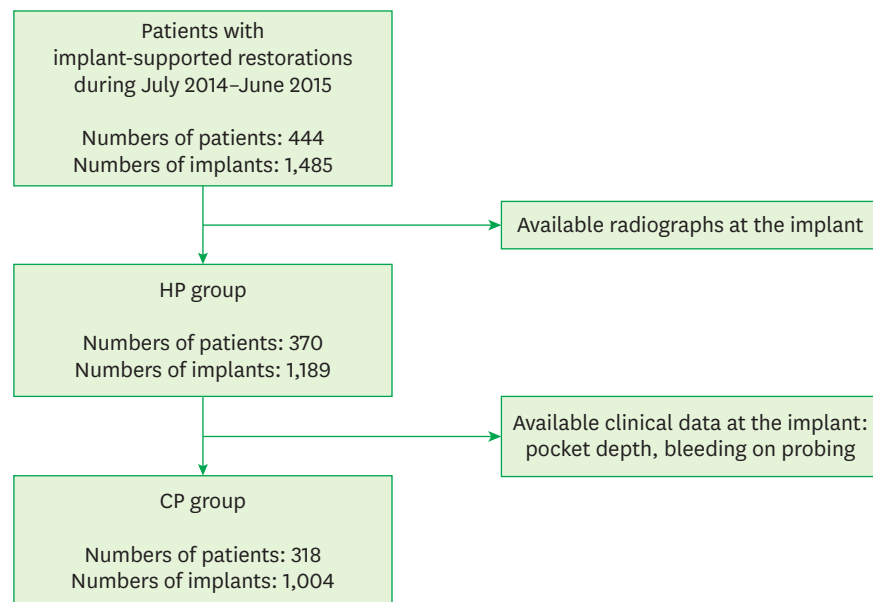 Patients with
implant-supported restorations
during July 2014–June 2015
Numbers of patients: 444
Numbers of implants: 1,485
Available radiographs at the implant
HP group
Numbers of patients: 370
Numbers of implants: 1,189
Available clinical data at the implant:
pocket depth, bleeding on probing
CP group
Numbers of patients: 318
Numbers of implants: 1,004